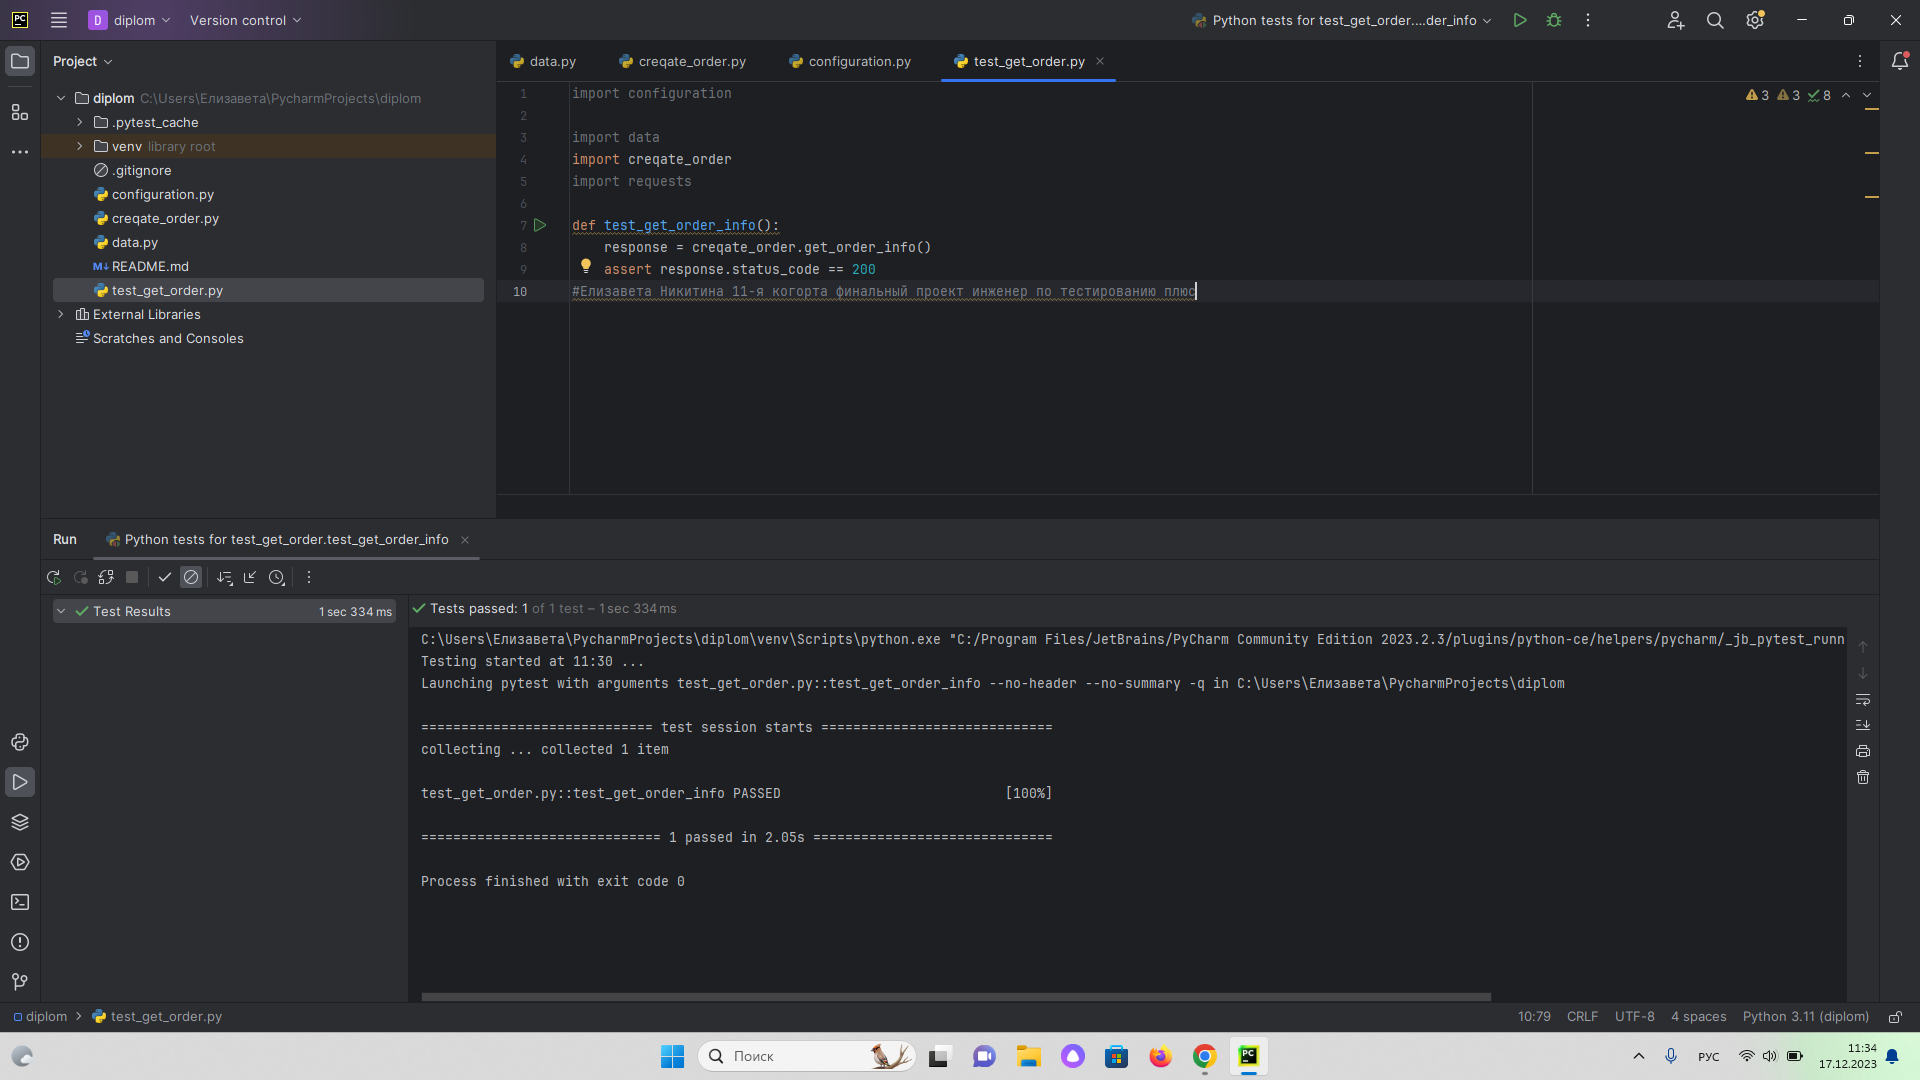 PC
D diplom
Version control
Python tests for test_get_order....der_info
Project
data.py
creqate_order.py
configuration.py
test_get_order.py
diplom C:\Users\Елизавета\PycharmProjects\diplom
.pytest_cache
venv library root
.gitignore
configuration.py
creqate_order.py
data.py
M↓ README.md
test_get_order.py
External Libraries
Scratches and Consoles
3 3 8
1 import configuration
2
3 import data
4 import creqate_order
5 import requests
6
7 def test_get_order_info():
8 response = creqate_order.get_order_info()
9 assert response.status_code == 200
10 #Елизавета Никитина 11-я когорта финальный проект инженер по тестированию плюс
Run
Python tests for test_get_order.test_get_order_info
Test Results 1 sec 334 ms
Tests passed: 1 of 1 test – 1 sec 334 ms
C:\Users\Елизавета\PycharmProjects\diplom\venv\Scripts\python.exe "C:/Program Files/JetBrains/PyCharm Community Edition 2023.2.3/plugins/python-ce/helpers/pycharm/_jb_pytest_runn
Testing started at 11:30 ...
Launching pytest with arguments test_get_order.py::test_get_order_info --no-header --no-summary -q in C:\Users\Елизавета\PycharmProjects\diplom
============================= test session starts =============================
collecting ... collected 1 item
test_get_order.py::test_get_order_info PASSED [100%]
============================== 1 passed in 2.05s ==============================
Process finished with exit code 0
diplom > test_get_order.py
10:79 CRLF UTF-8 4 spaces Python 3.11 (diplom)
Поиск
PC
РУС
11:34
17.12.2023